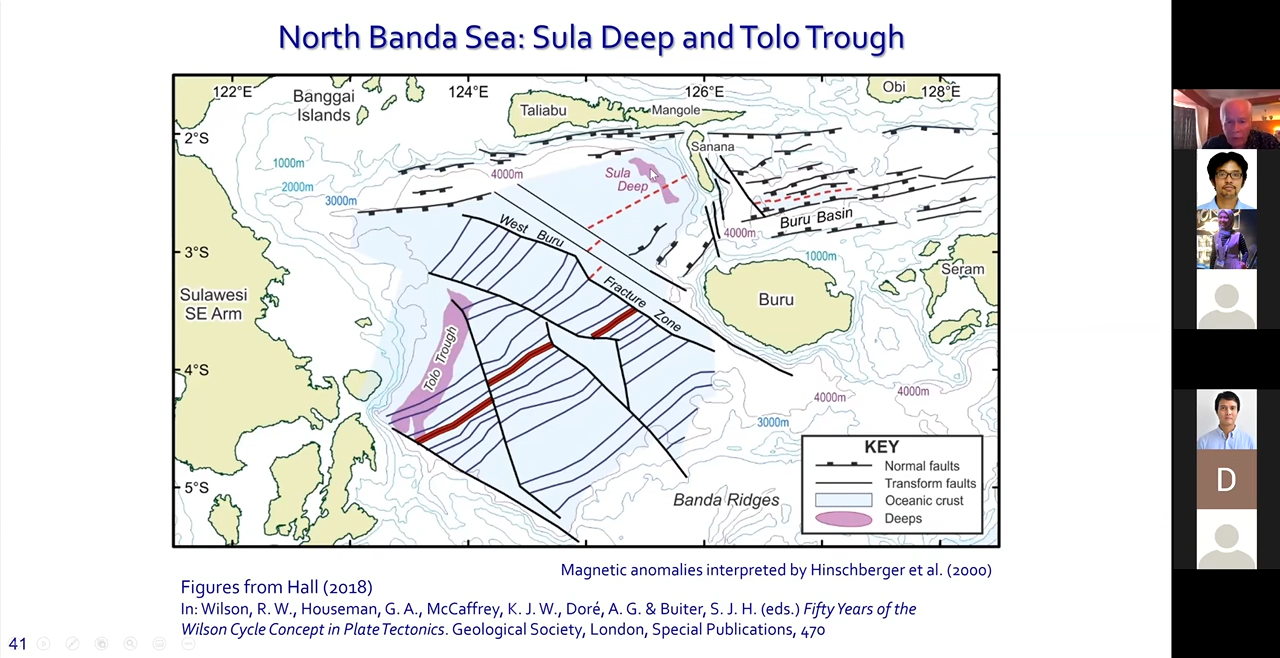 North Banda Sea: Sula Deep and Tolo Trough
122°E
124°E
126°E
128°E
Banggai
Islands
Taliabu
Mangole
Obi
2°S
Sanana
1000m
2000m
3000m
4000m
Sula
Deep
4000m
Buru Basin
West Buru
Fracture Zone
1000m
3°S
Sulawesi
SE Arm
Buru
Seram
Tolo Trough
4°S
4000m
4000m
3000m
5°S
Banda Ridges
KEY
Normal faults
Transform faults
Oceanic crust
Deeps
Magnetic anomalies interpreted by Hinschberger et al. (2000)
Figures from Hall (2018)
In: Wilson, R. W., Houseman, G. A., McCaffrey, K. J. W., Doré, A. G. & Buiter, S. J. H. (eds.) Fifty Years of the
Wilson Cycle Concept in Plate Tectonics. Geological Society, London, Special Publications, 470
41
D